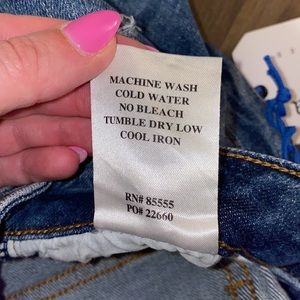 MACHINE WASH
COLD WATER
NO BLEACH
TUMBLE DRY LOW
COOL IRON
RN# 85555
PO# 22660